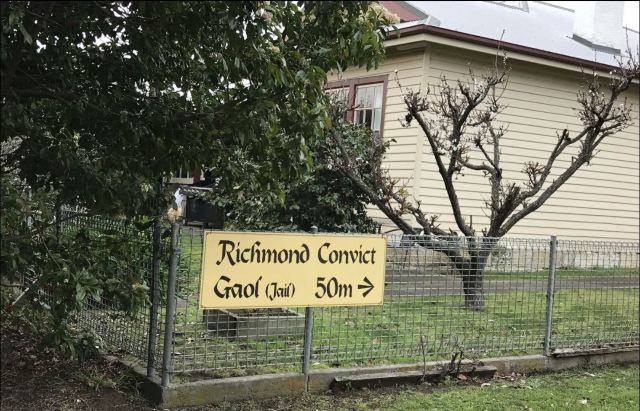 Richmond Convict
Gaol (Jail) 50m →